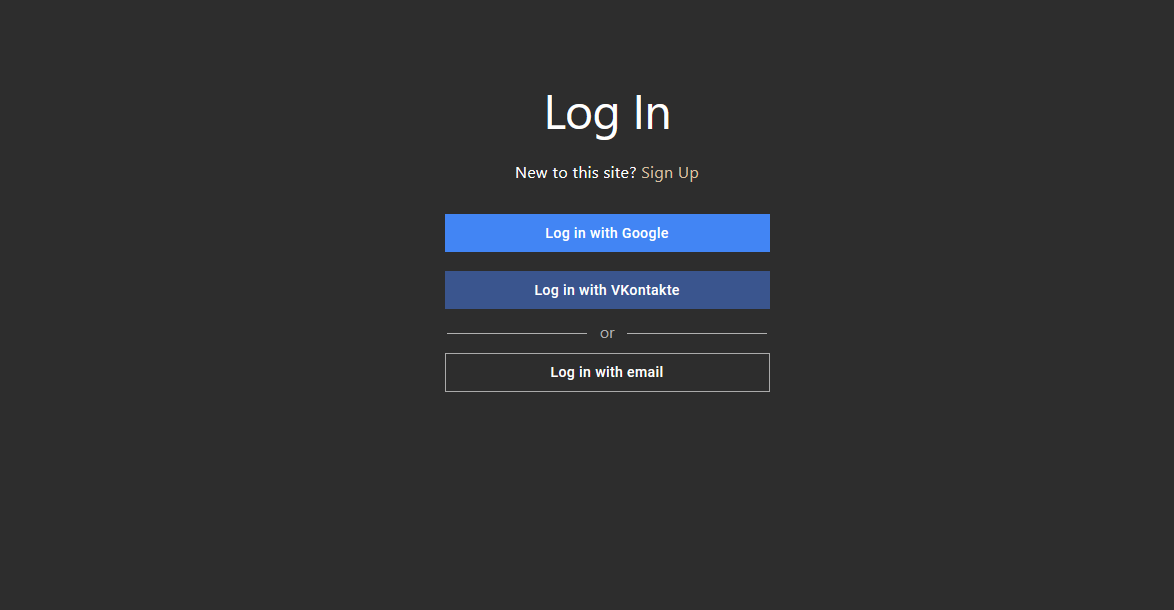 Log In
New to this site? Sign Up
Log in with Google
Log in with VKontakte
or
Log in with email